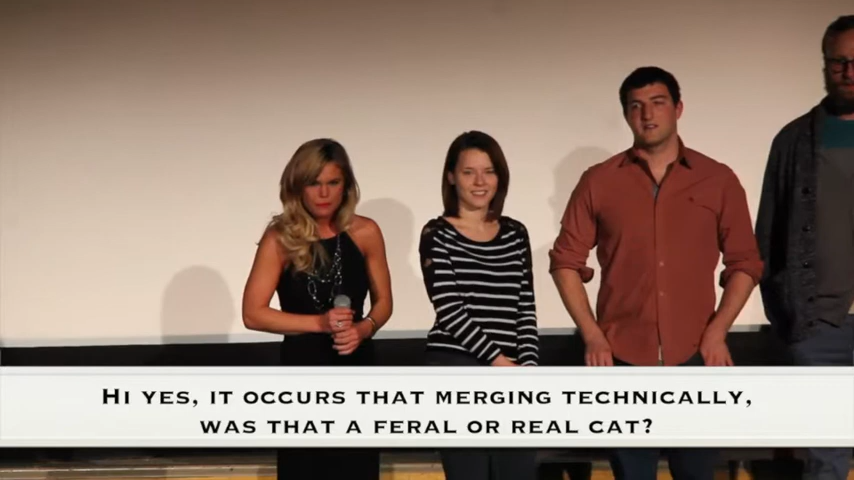 Hi yes, it occurs that merging technically,
was that a feral or real cat?